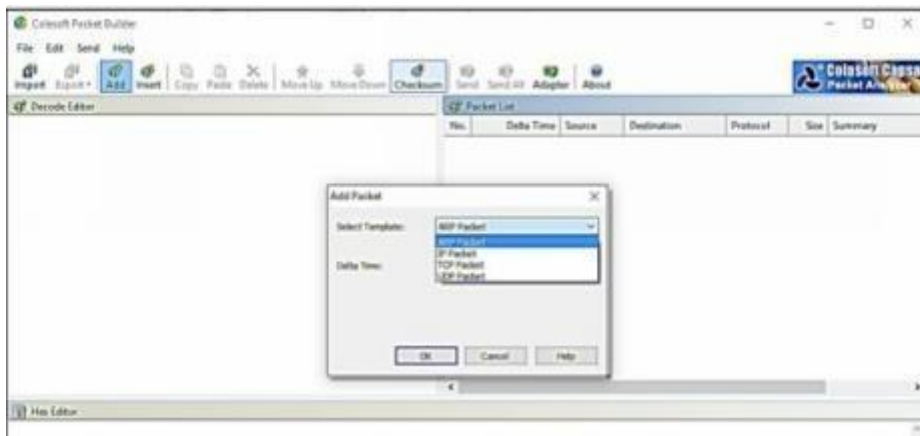 Colasoft Packet Builder
File Edit Send Help
Import Export Add Insert Copy Paste Delete Move Up Move Down Checksum Send Send All Adapter About
Colasoft Capsa
Packet Analyzer
Decode Editor
Packet List
No. Delta Time Source Destination Protocol Size Summary
Add Packet
Select Template: ARP Packet
ARP Packet
IP Packet
TCP Packet
UDP Packet
Delta Time:
OK Cancel Help
Hex Editor